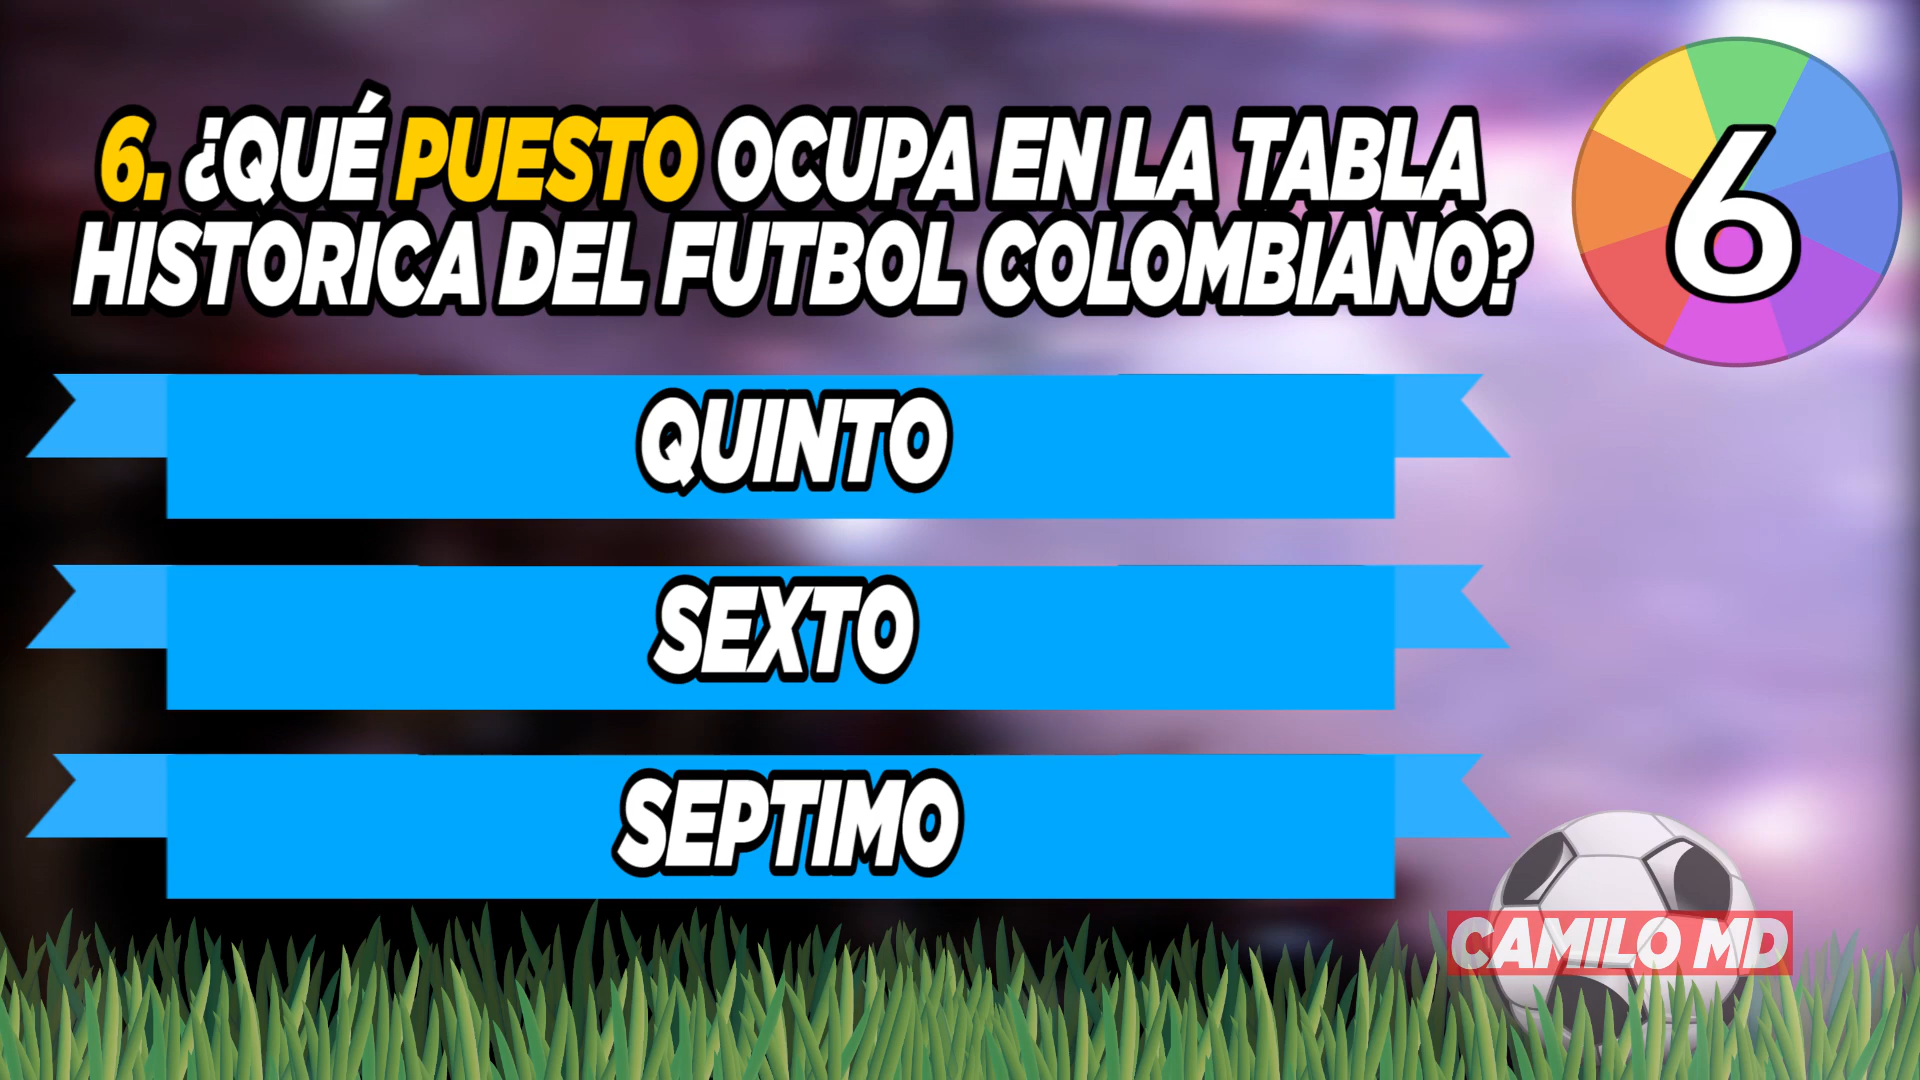 6. ¿QUÉ PUESTO OCUPA EN LA TABLA
HISTORICA DEL FUTBOL COLOMBIANO?
6
QUINTO
SEXTO
SEPTIMO
CAMILO MD